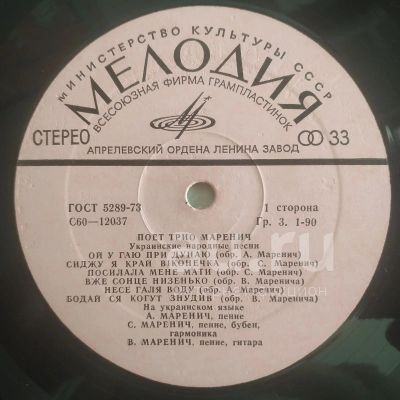 МИНИСТЕРСТВО КУЛЬТУРЫ СССР
МЕЛОДИЯ
ВСЕСОЮЗНАЯ ФИРМА ГРАМПЛАСТИНОК
СТЕРЕО 33
АПРЕЛЕВСКИЙ ОРДЕНА ЛЕНИНА ЗАВОД
ГОСТ 5289-73 1 сторона
С60—12037 Гр. 3. 1-90
ПОЕТ ТРИО МАРЕНИЧ
Украинские народные песни
ОЙ У ГАЮ ПРИ ДУНАЮ (обр. А. Маренич)
СИДЖУ Я КРАЙ ВІКОНЕЧКА (обр. С. Маренич)
ПОСИЛАЛА МЕНЕ МАТИ (обр. В. Маренич)
ВЖЕ СОНЦЕ НИЗЕНЬКО (обр. В. Маренича)
НЕСЕ ГАЛЯ ВОДУ (обр. А. Маренич)
БОДАЙ СЯ КОГУТ ЗНУДИВ (обр. В. Маренича)
На украинском языке
А. МАРЕНИЧ, пение
С. МАРЕНИЧ, пение, бубен,
гармоника
В. МАРЕНИЧ, пение, гитара